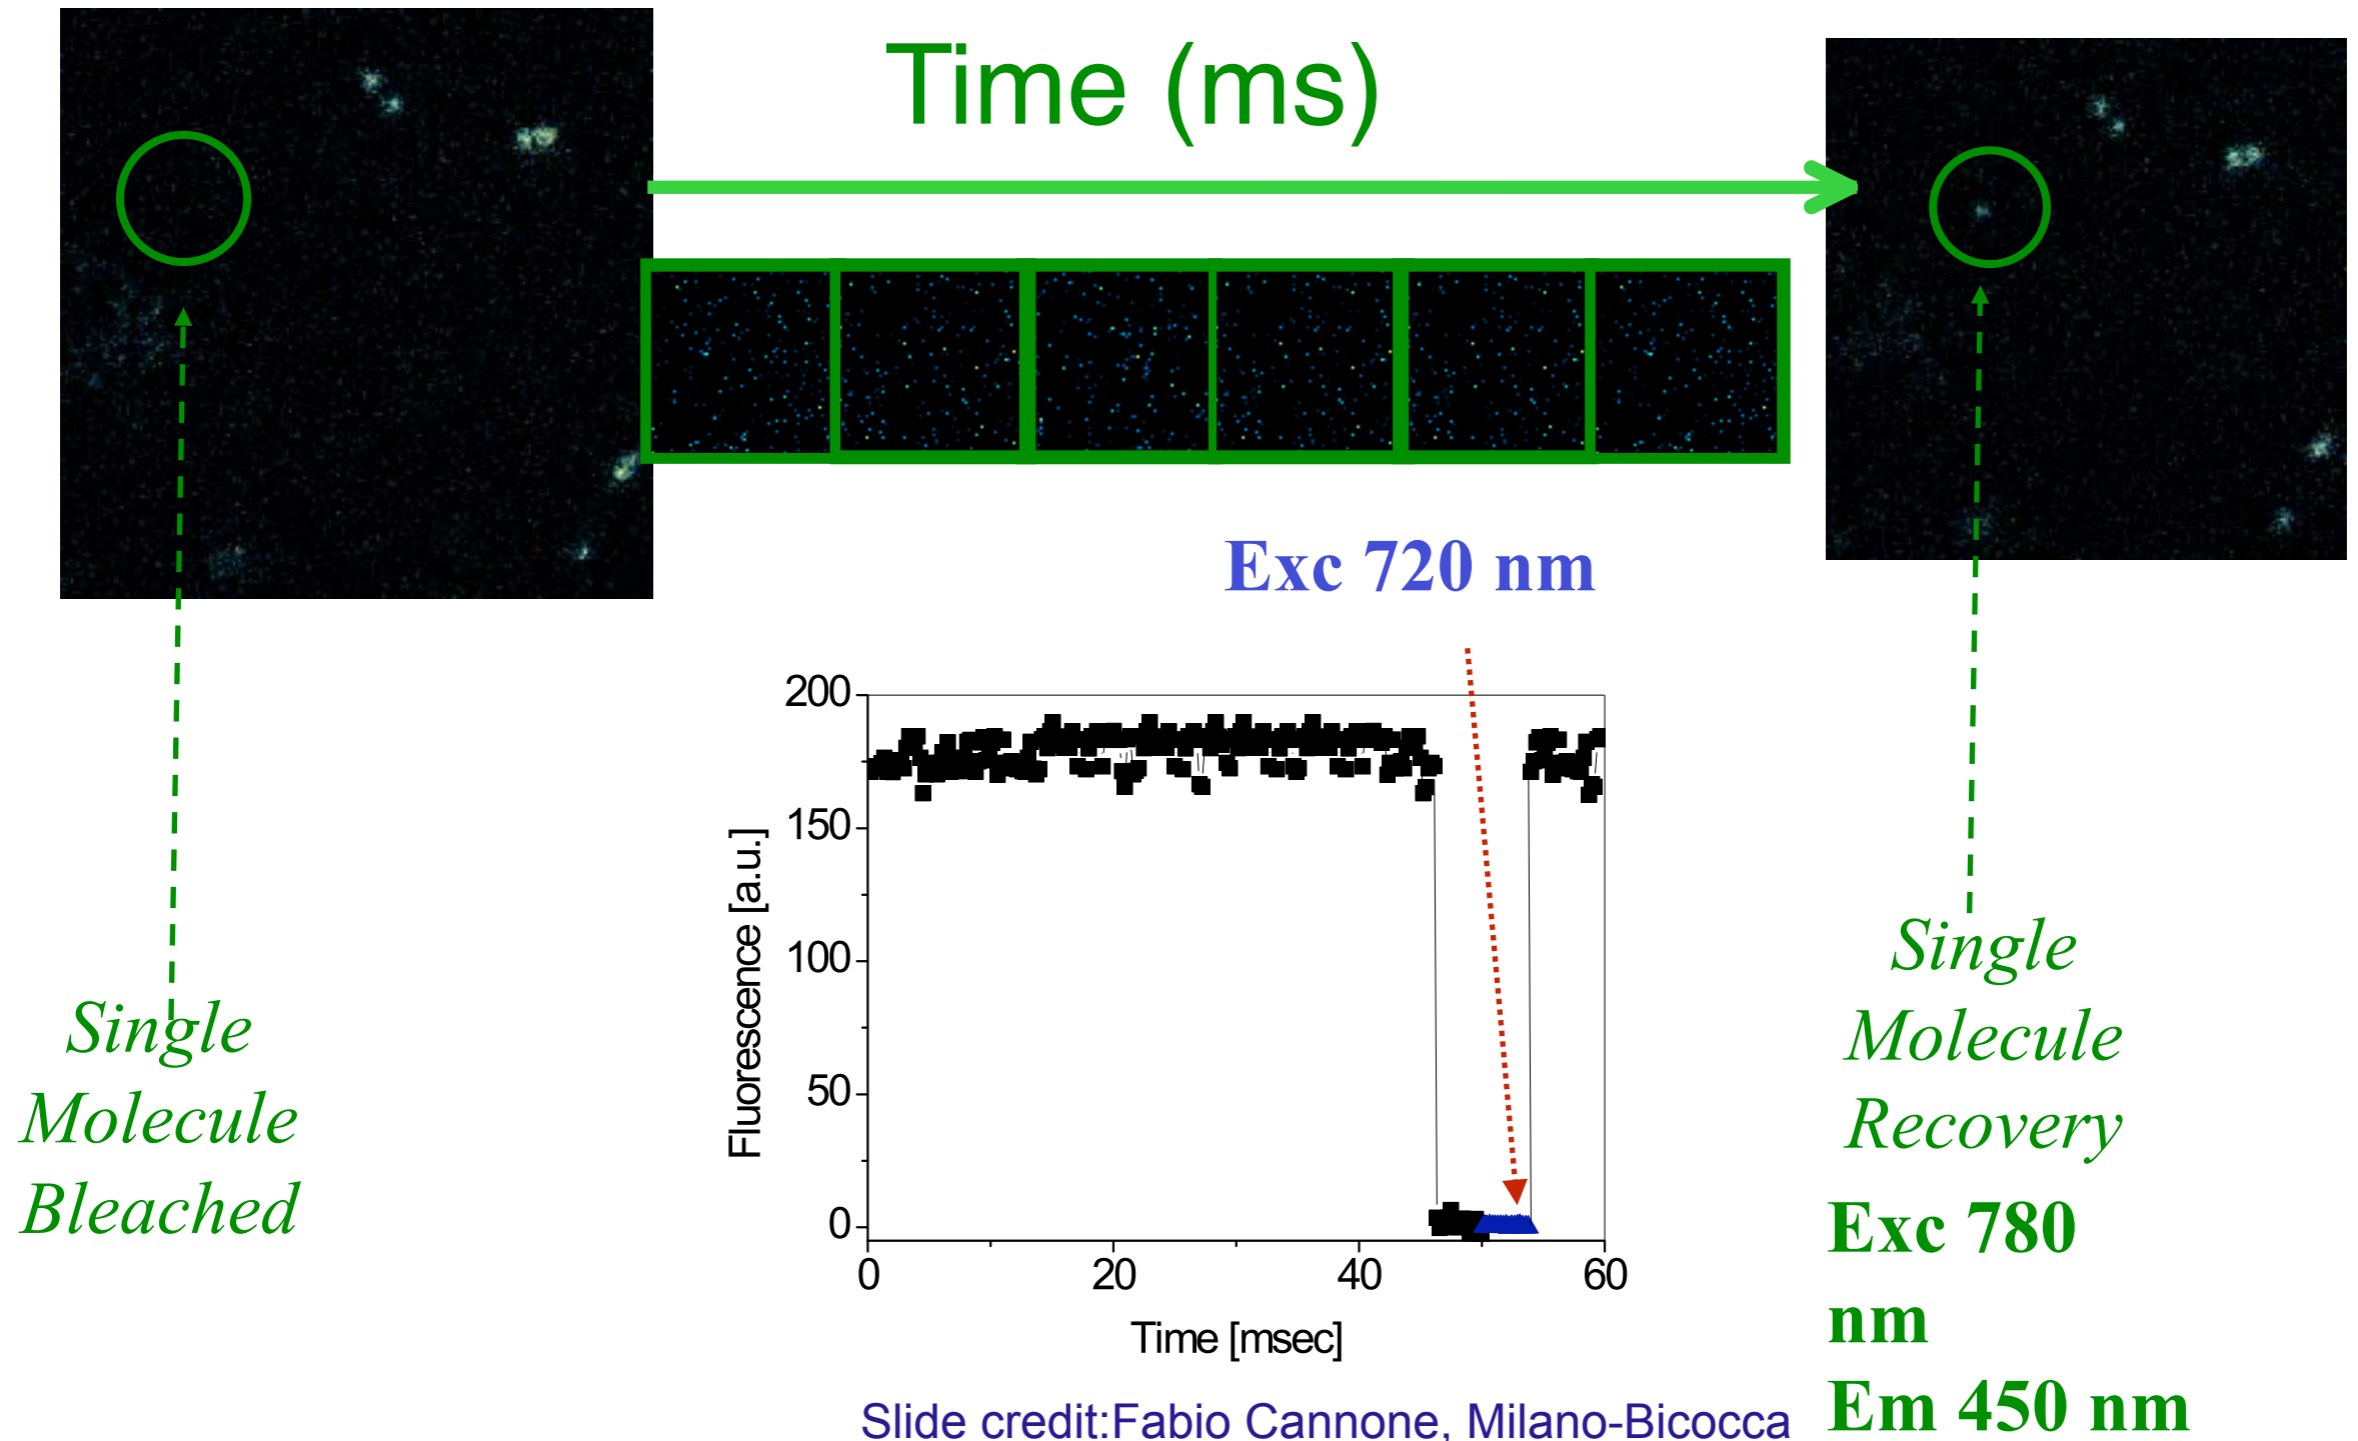 Time (ms)
Exc 720 nm
200
150
100
50
0
Fluorescence [a.u.]
0
20
40
60
Time [msec]
Single
Molecule
Bleached
Single
Molecule
Recovery
Exc 780
nm
Em 450 nm
Slide credit:Fabio Cannone, Milano-Bicocca